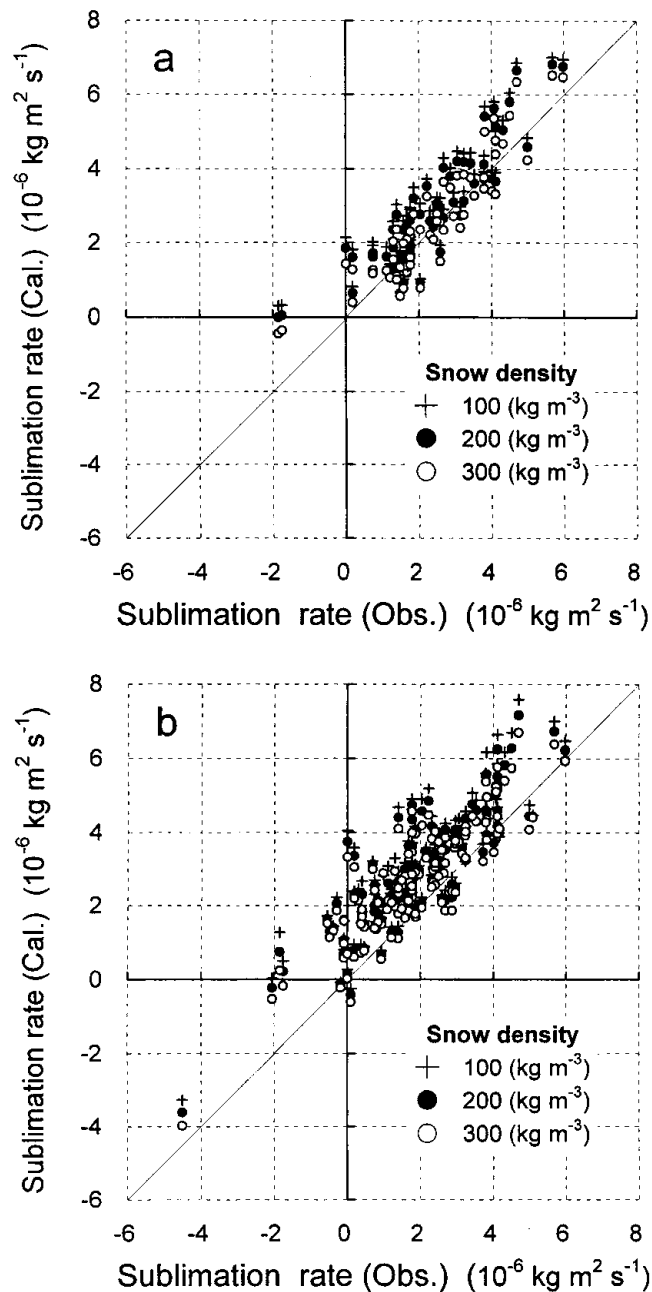 a
Sublimation rate (Cal.) (10⁻⁶ kg m² s⁻¹)
8
6
4
2
0
-2
-4
-6
-6 -4 -2 0 2 4 6 8
Snow density
100 (kg m⁻³)
200 (kg m⁻³)
300 (kg m⁻³)
Sublimation rate (Obs.) (10⁻⁶ kg m² s⁻¹)
b
Sublimation rate (Cal.) (10⁻⁶ kg m² s⁻¹)
8
6
4
2
0
-2
-4
-6
-6 -4 -2 0 2 4 6 8
Snow density
100 (kg m⁻³)
200 (kg m⁻³)
300 (kg m⁻³)
Sublimation rate (Obs.) (10⁻⁶ kg m² s⁻¹)